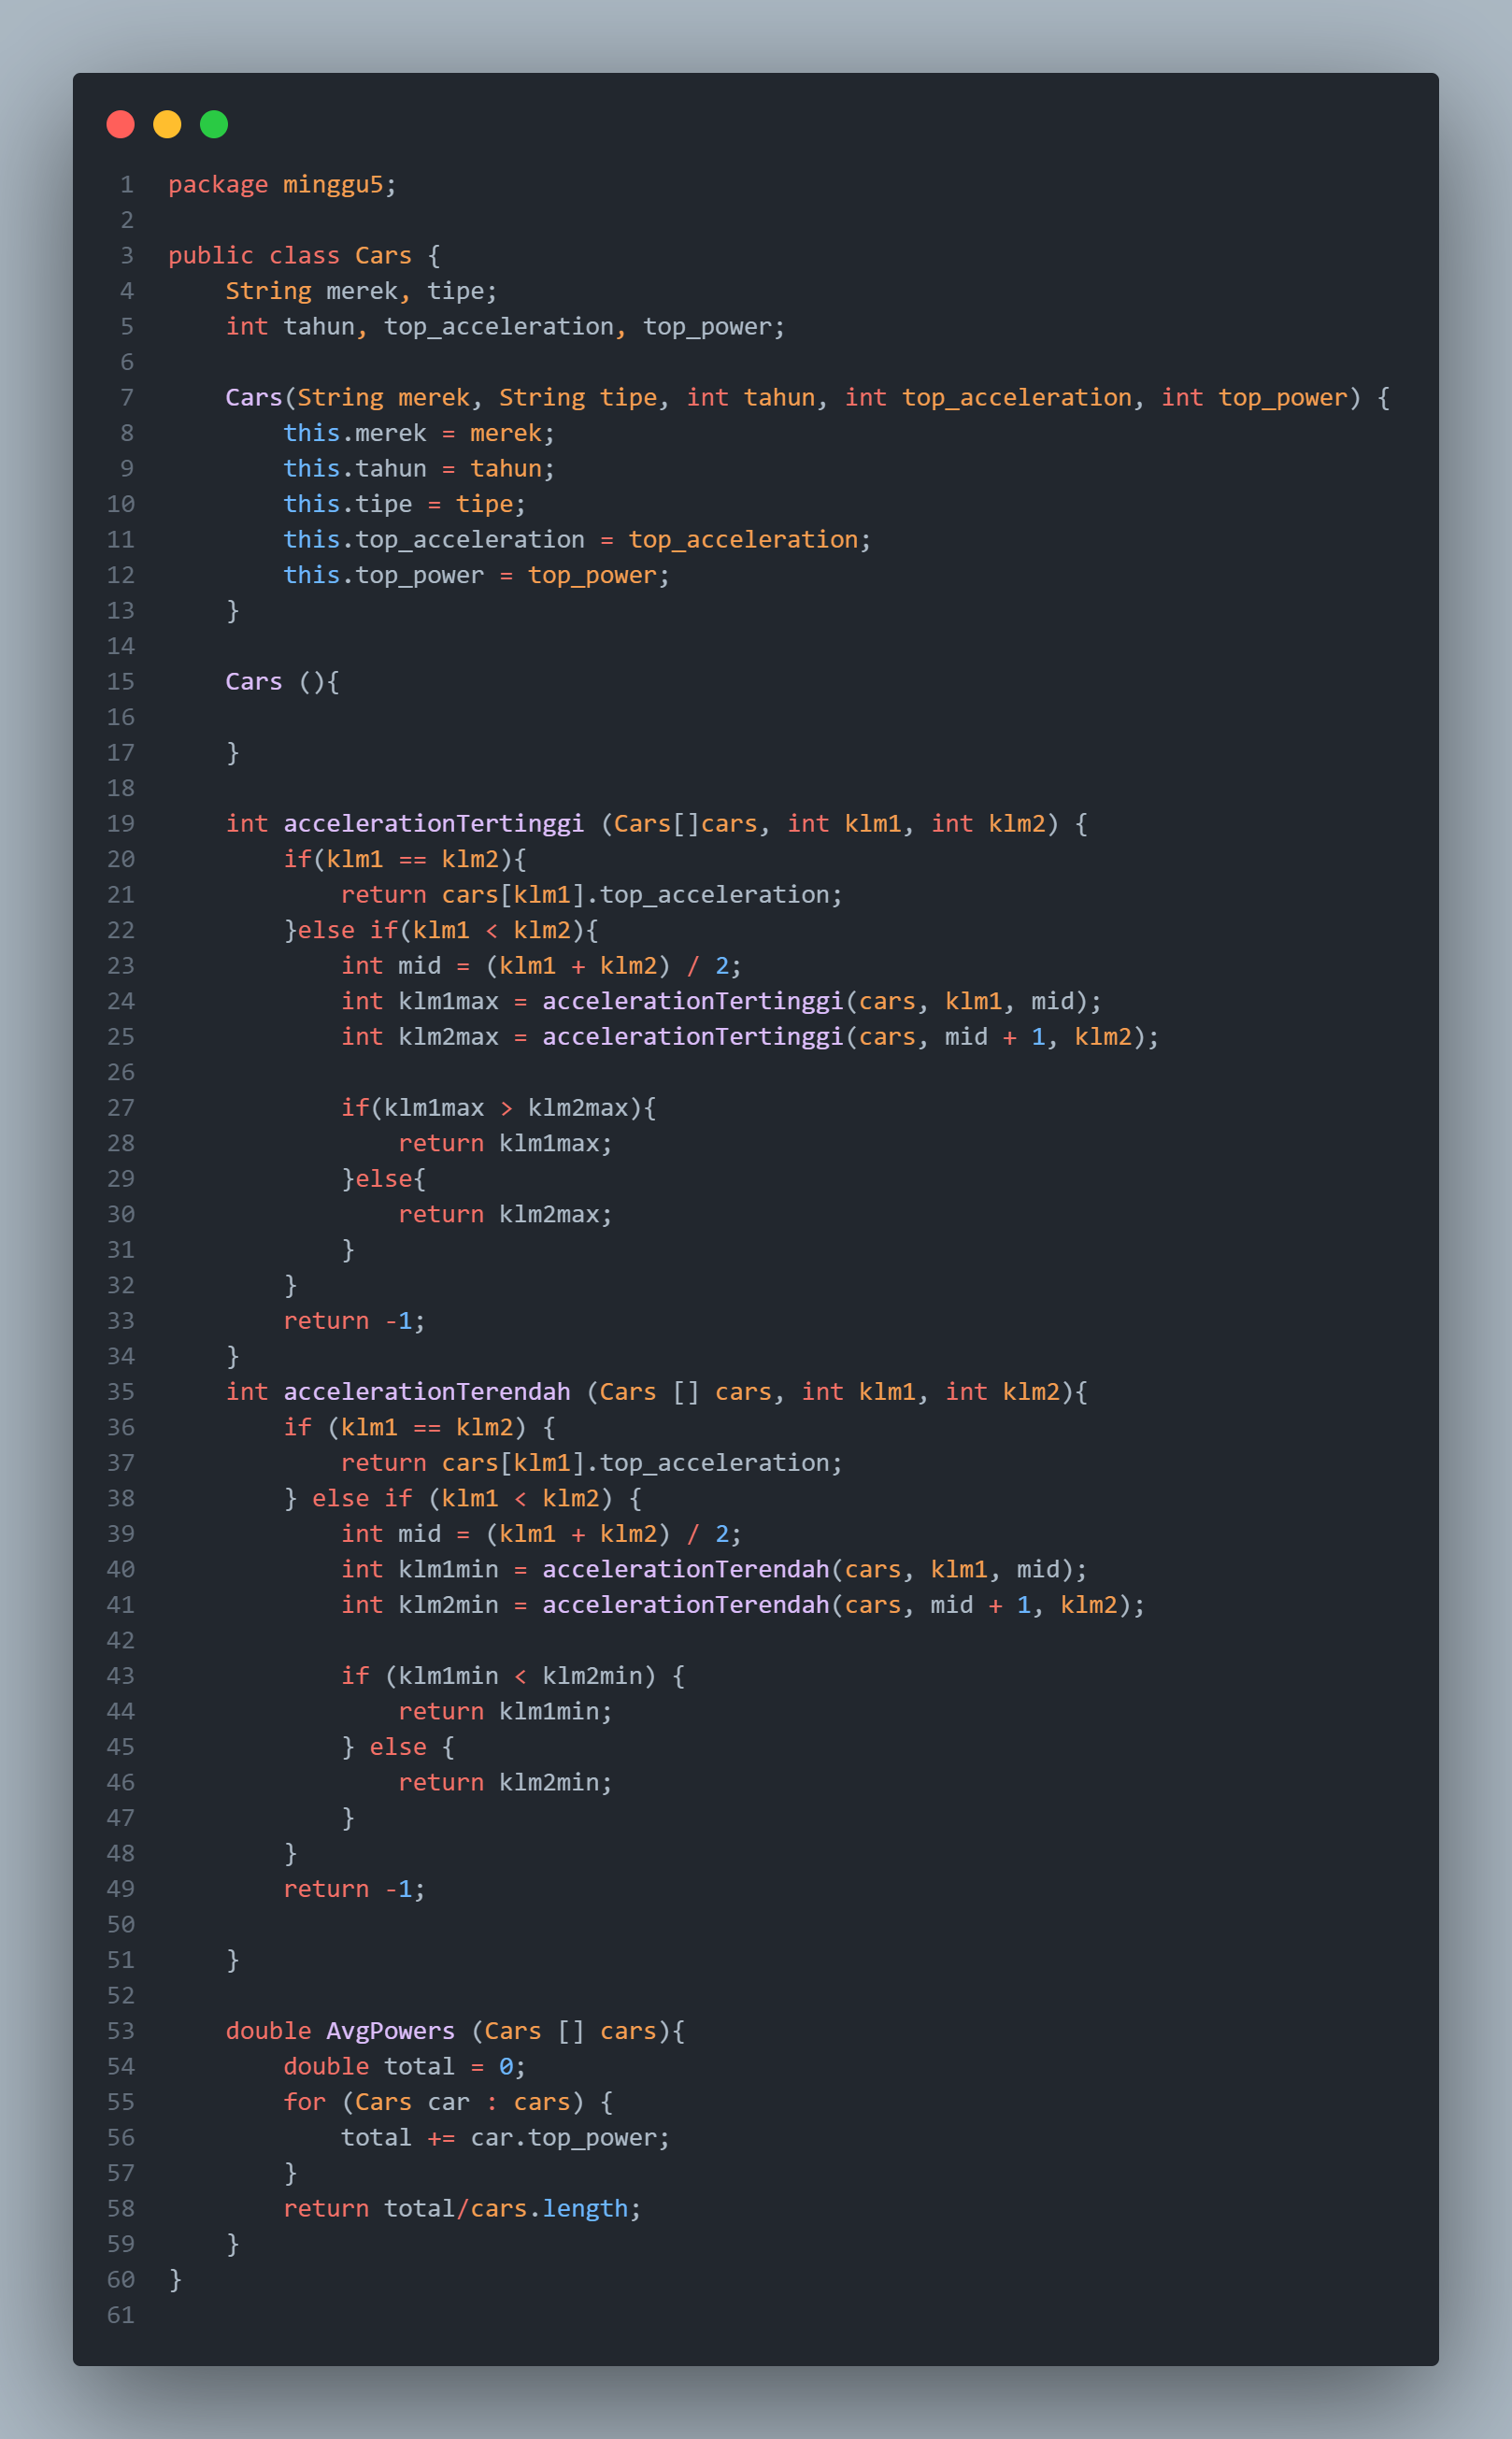 1 package minggu5;
2
3 public class Cars {
4     String merek, tipe;
5     int tahun, top_acceleration, top_power;
6
7     Cars(String merek, String tipe, int tahun, int top_acceleration, int top_power) {
8         this.merek = merek;
9         this.tahun = tahun;
10         this.tipe = tipe;
11         this.top_acceleration = top_acceleration;
12         this.top_power = top_power;
13     }
14
15     Cars (){
16
17     }
18
19     int accelerationTertinggi (Cars[]cars, int klm1, int klm2) {
20         if(klm1 == klm2){
21             return cars[klm1].top_acceleration;
22         }else if(klm1 < klm2){
23             int mid = (klm1 + klm2) / 2;
24             int klm1max = accelerationTertinggi(cars, klm1, mid);
25             int klm2max = accelerationTertinggi(cars, mid + 1, klm2);
26
27             if(klm1max > klm2max){
28                 return klm1max;
29             }else{
30                 return klm2max;
31             }
32         }
33         return -1;
34     }
35     int accelerationTerendah (Cars [] cars, int klm1, int klm2){
36         if (klm1 == klm2) {
37             return cars[klm1].top_acceleration;
38         } else if (klm1 < klm2) {
39             int mid = (klm1 + klm2) / 2;
40             int klm1min = accelerationTerendah(cars, klm1, mid);
41             int klm2min = accelerationTerendah(cars, mid + 1, klm2);
42
43             if (klm1min < klm2min) {
44                 return klm1min;
45             } else {
46                 return klm2min;
47             }
48         }
49         return -1;
50
51     }
52
53     double AvgPowers (Cars [] cars){
54         double total = 0;
55         for (Cars car : cars) {
56             total += car.top_power;
57         }
58         return total/cars.length;
59     }
60 }
61